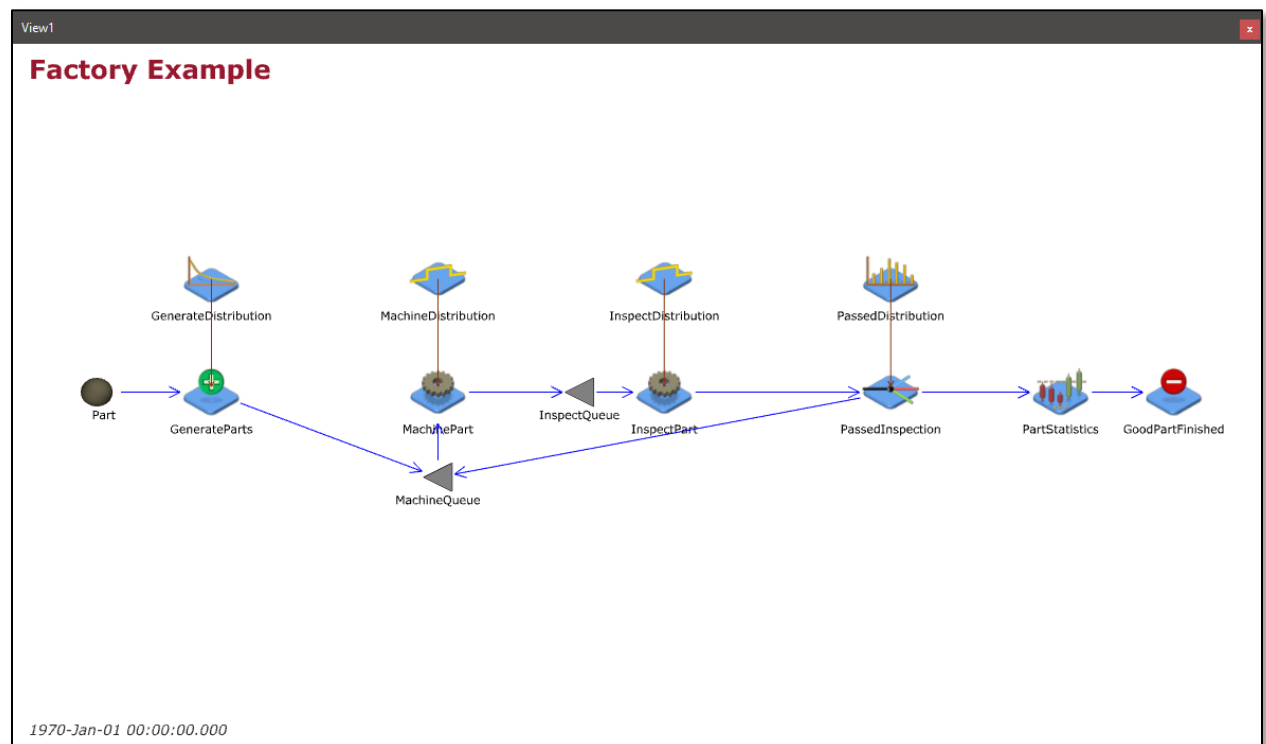 View1
x
Factory Example
GenerateDistribution
MachineDistribution
InspectDistribution
PassedDistribution
Part
GenerateParts
MachinePart
InspectQueue
InspectPart
PassedInspection
PartStatistics
GoodPartFinished
MachineQueue
1970-Jan-01 00:00:00.000